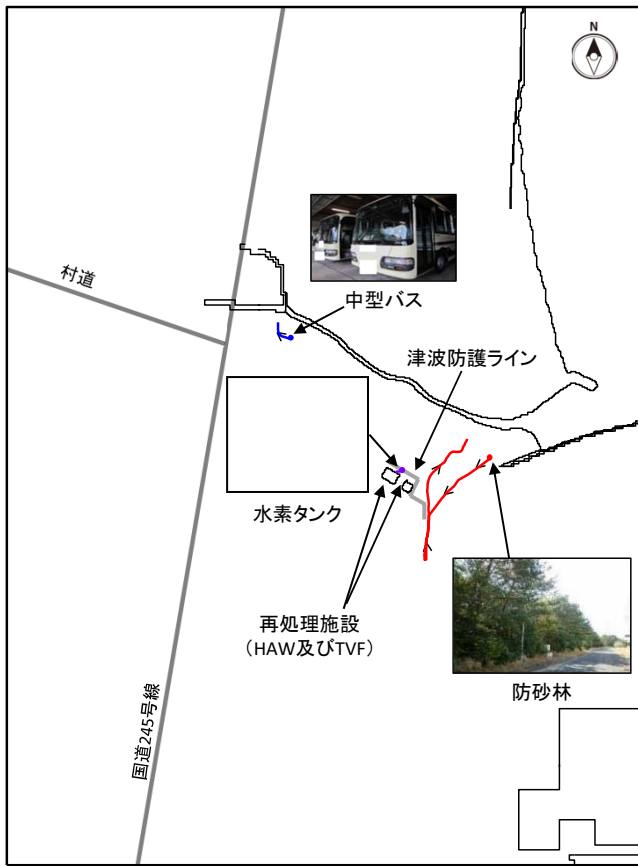 N
村道
中型バス
津波防護ライン
水素タンク
再処理施設
（HAW及びTVF）
防砂林
国道245号線